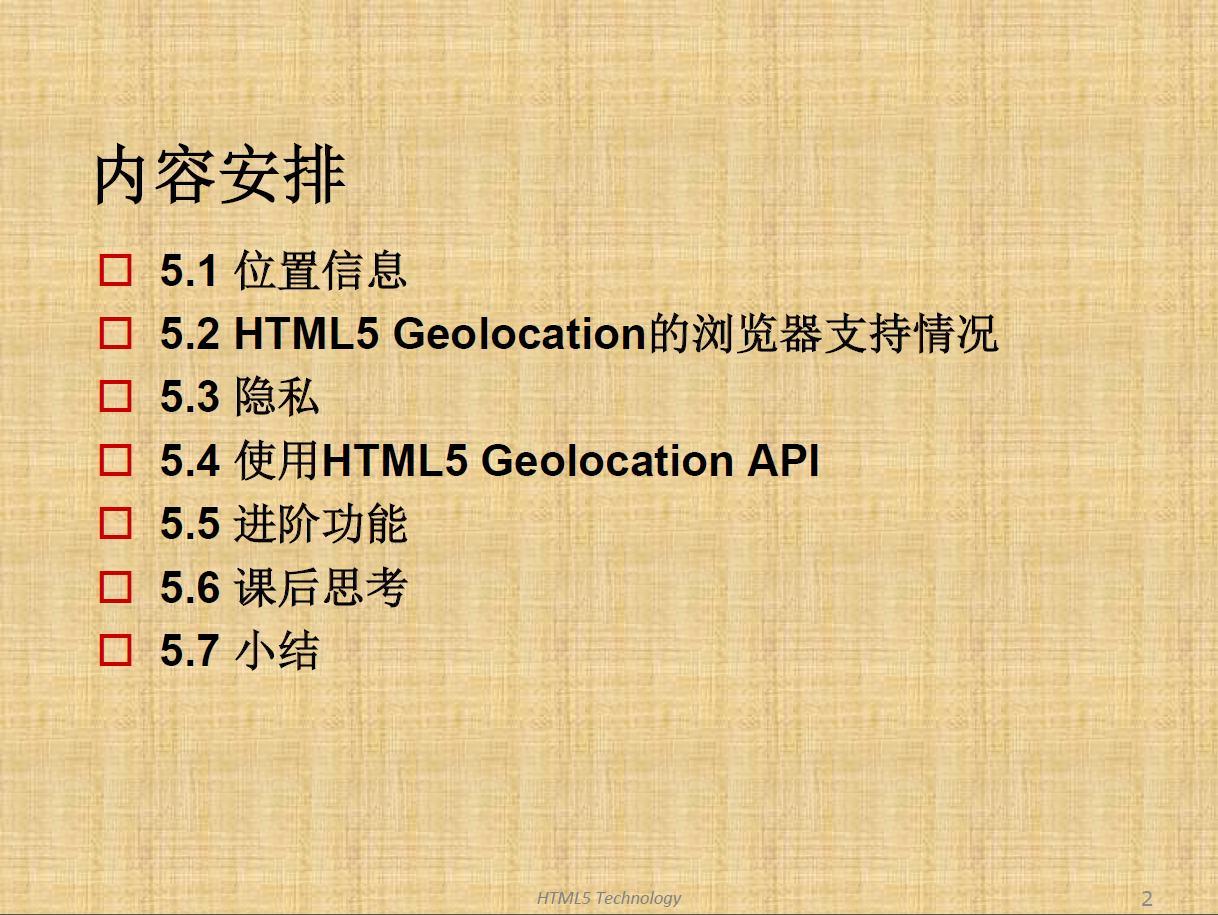 内容安排
5.1 位置信息
5.2 HTML5 Geolocation的浏览器支持情况
5.3 隐私
5.4 使用HTML5 Geolocation API
5.5 进阶功能
5.6 课后思考
5.7 小结
HTML5 Technology
2